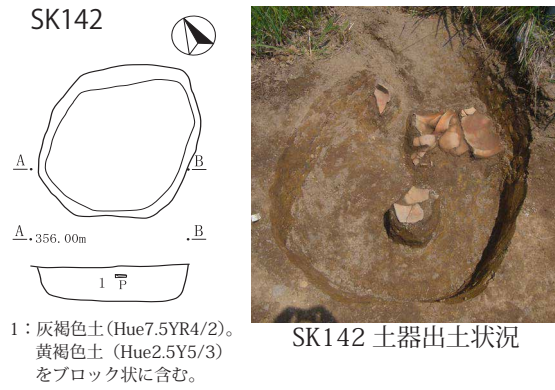 SK142
A B
A 356.00m B
1 P
1：灰褐色土(Hue7.5YR4/2)。
黄褐色土（Hue2.5Y5/3）
をブロック状に含む。
SK142 土器出土状況